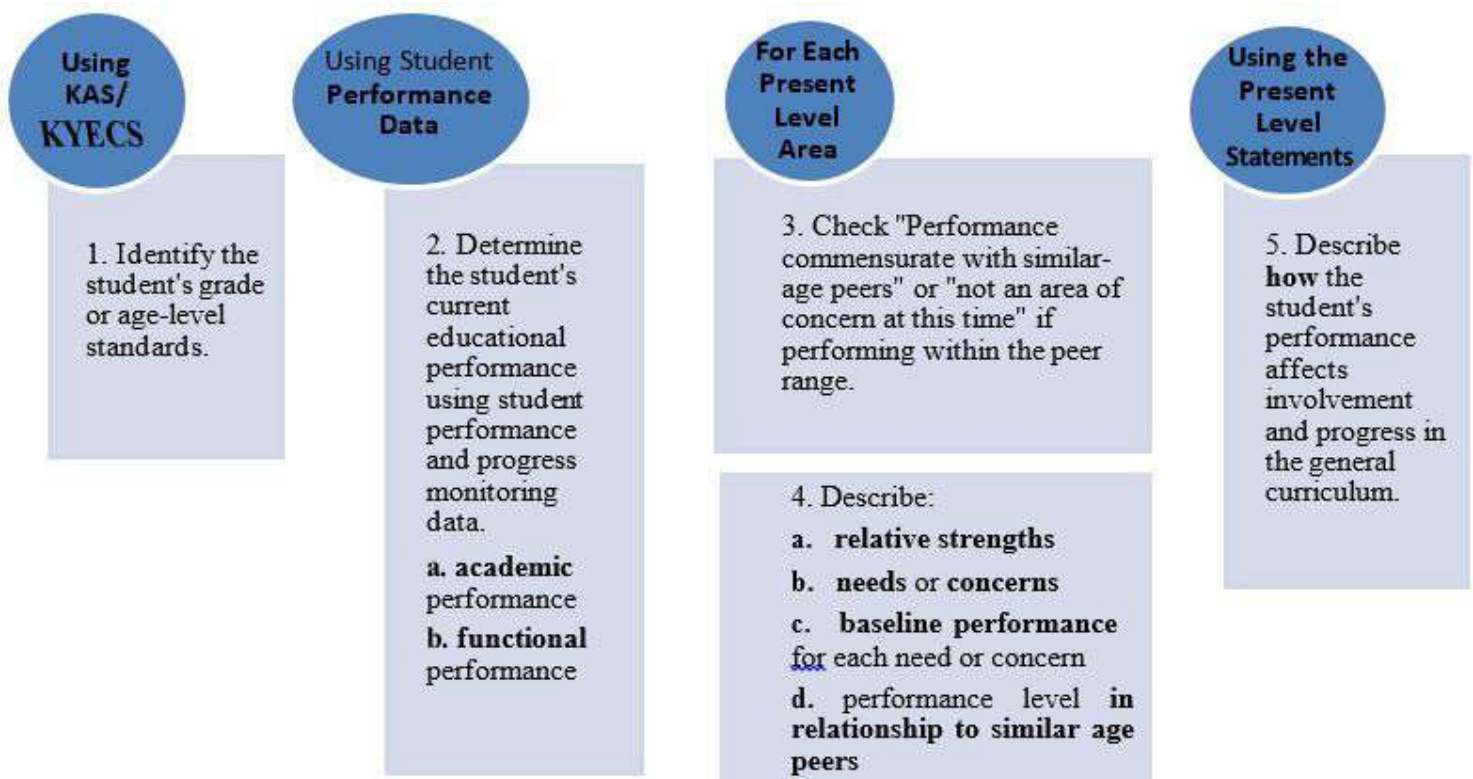 Using
KAS/
KYECS
1. Identify the
student's grade
or age-level
standards.
Using Student
Performance
Data
2. Determine
the student's
current
educational
performance
using student
performance
and progress
monitoring
data.
a. academic
performance
b. functional
performance
For Each
Present
Level
Area
3. Check "Performance
commensurate with similar-
age peers" or "not an area of
concern at this time" if
performing within the peer
range.
4. Describe:
a. relative strengths
b. needs or concerns
c. baseline performance
for each need or concern
d. performance level in
relationship to similar age
peers
Using the
Present
Level
Statements
5. Describe
how the
student's
performance
affects
involvement
and progress in
the general
curriculum.